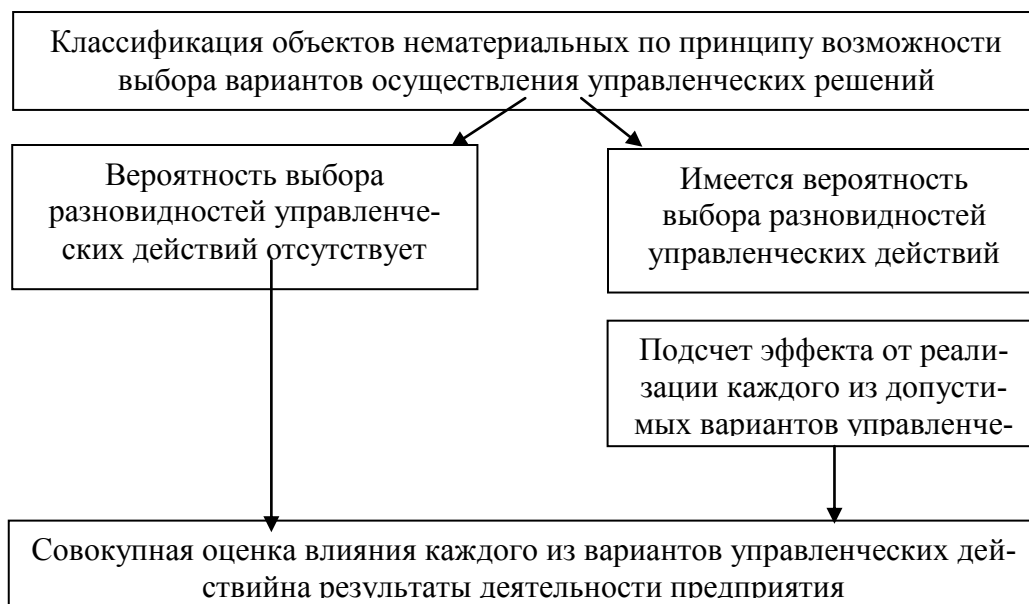 Классификация объектов нематериальных по принципу возможности
выбора вариантов осуществления управленческих решений
Вероятность выбора
разновидностей управленче-
ских действий отсутствует
Имеется вероятность
выбора разновидностей
управленческих действий
Подсчет эффекта от реали-
зации каждого из допусти-
мых вариантов управленче-
Совокупная оценка влияния каждого из вариантов управленческих дей-
ствийна результаты деятельности предприятия